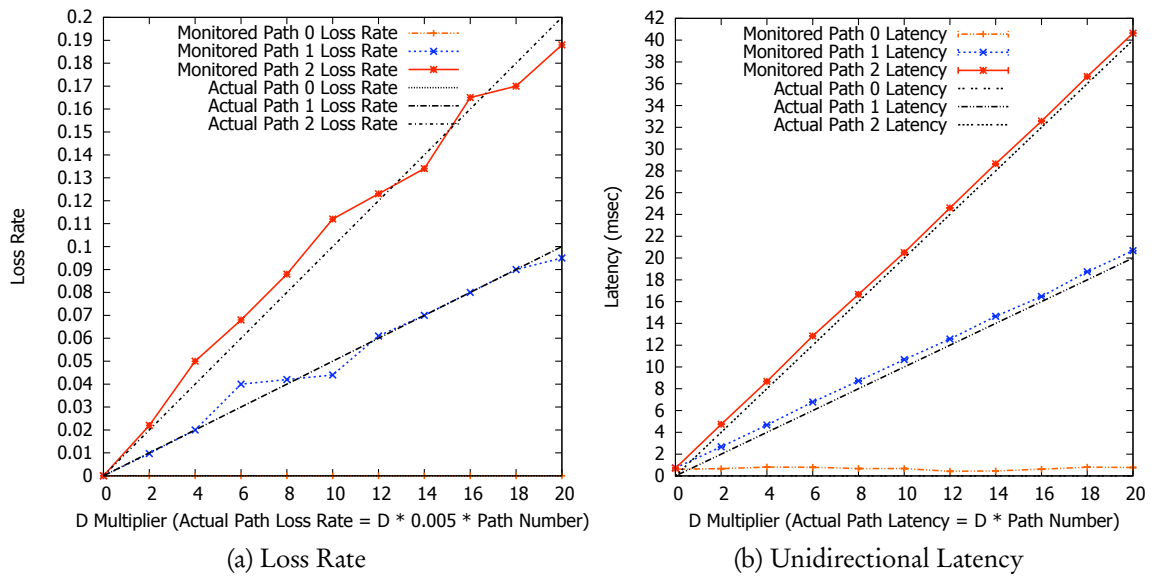 Monitored Path 0 Loss Rate
Monitored Path 1 Loss Rate
Monitored Path 2 Loss Rate
Actual Path 0 Loss Rate
Actual Path 1 Loss Rate
Actual Path 2 Loss Rate
0.2
0.19
0.18
0.17
0.16
0.15
0.14
0.13
0.12
0.11
0.1
0.09
0.08
0.07
0.06
0.05
0.04
0.03
0.02
0.01
0
Loss Rate
0 2 4 6 8 10 12 14 16 18 20
D Multiplier (Actual Path Loss Rate = D * 0.005 * Path Number)
(a) Loss Rate
Monitored Path 0 Latency
Monitored Path 1 Latency
Monitored Path 2 Latency
Actual Path 0 Latency
Actual Path 1 Latency
Actual Path 2 Latency
42
40
38
36
34
32
30
28
26
24
22
20
18
16
14
12
10
8
6
4
2
0
Latency (msec)
0 2 4 6 8 10 12 14 16 18 20
D Multiplier (Actual Path Latency = D * Path Number)
(b) Unidirectional Latency